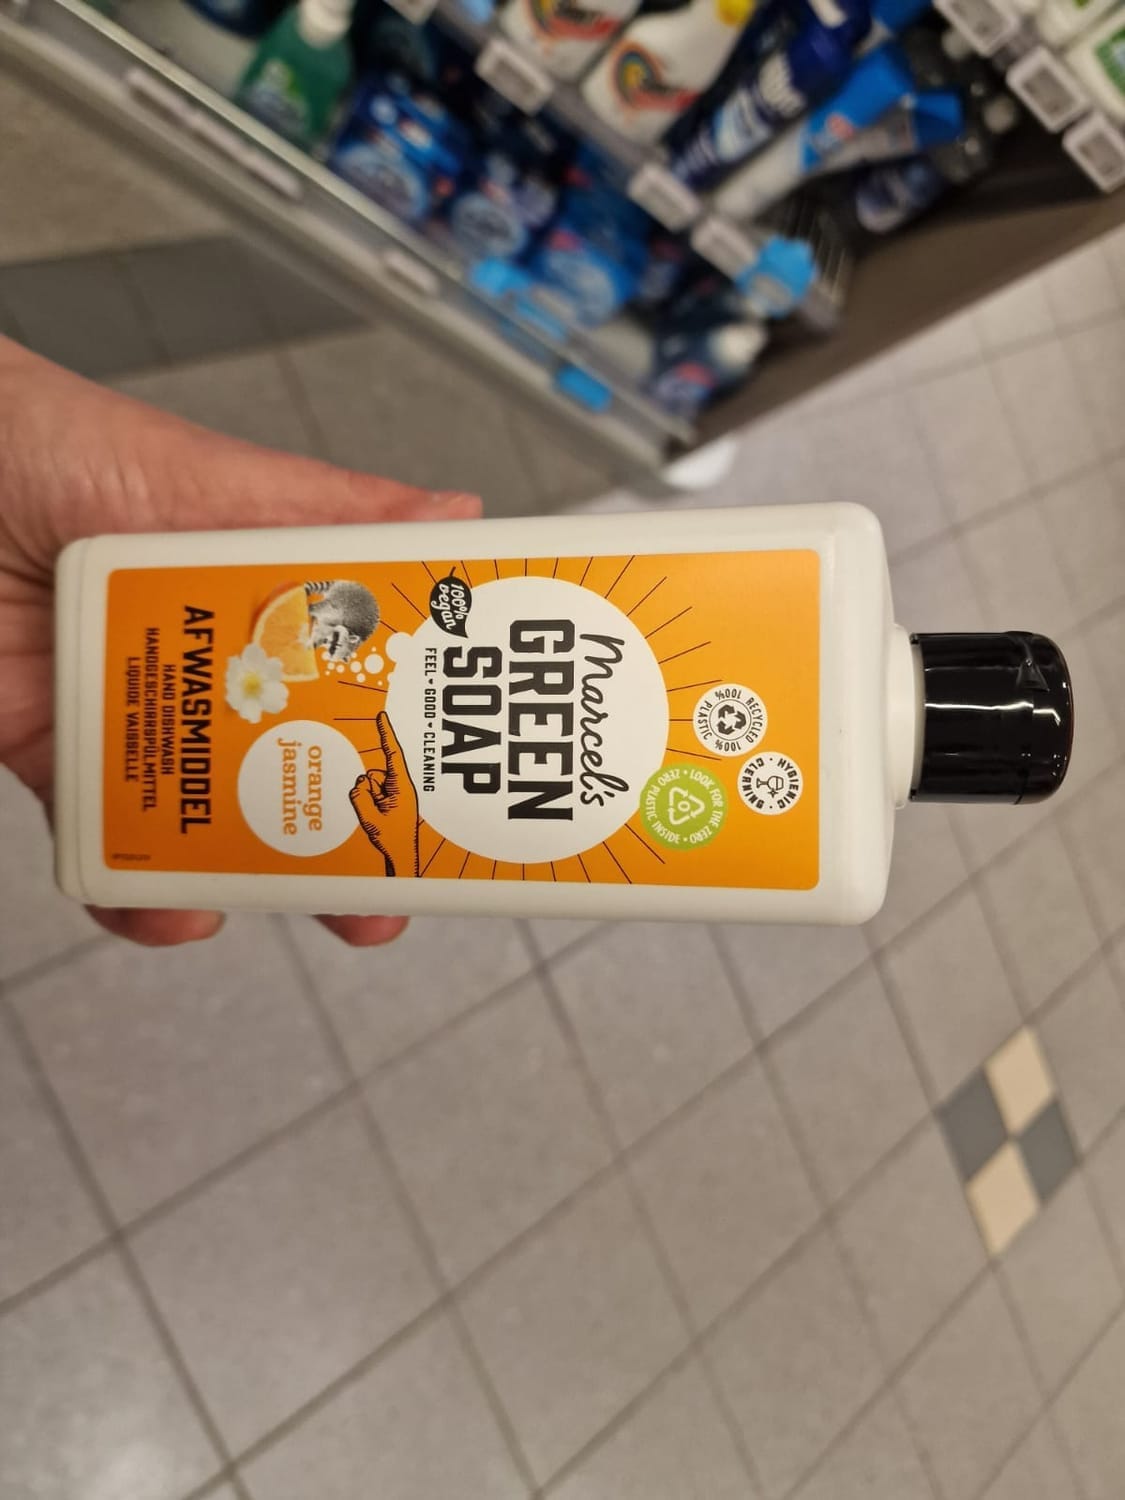 100% RECYCLED 100% PLASTIC
HYGIENIC • CLEANING •
LOOK FOR THE ZERO • ZERO PLASTIC INSIDE •
Marcel's
GREEN
SOAP
FEEL • GOOD • CLEANING
100%
vegan
orange
jasmine
AFWASMIDDEL
HAND DISHWASH
HANDGESCHIRRSPÜLMITTEL
LIQUIDE VAISSELLE